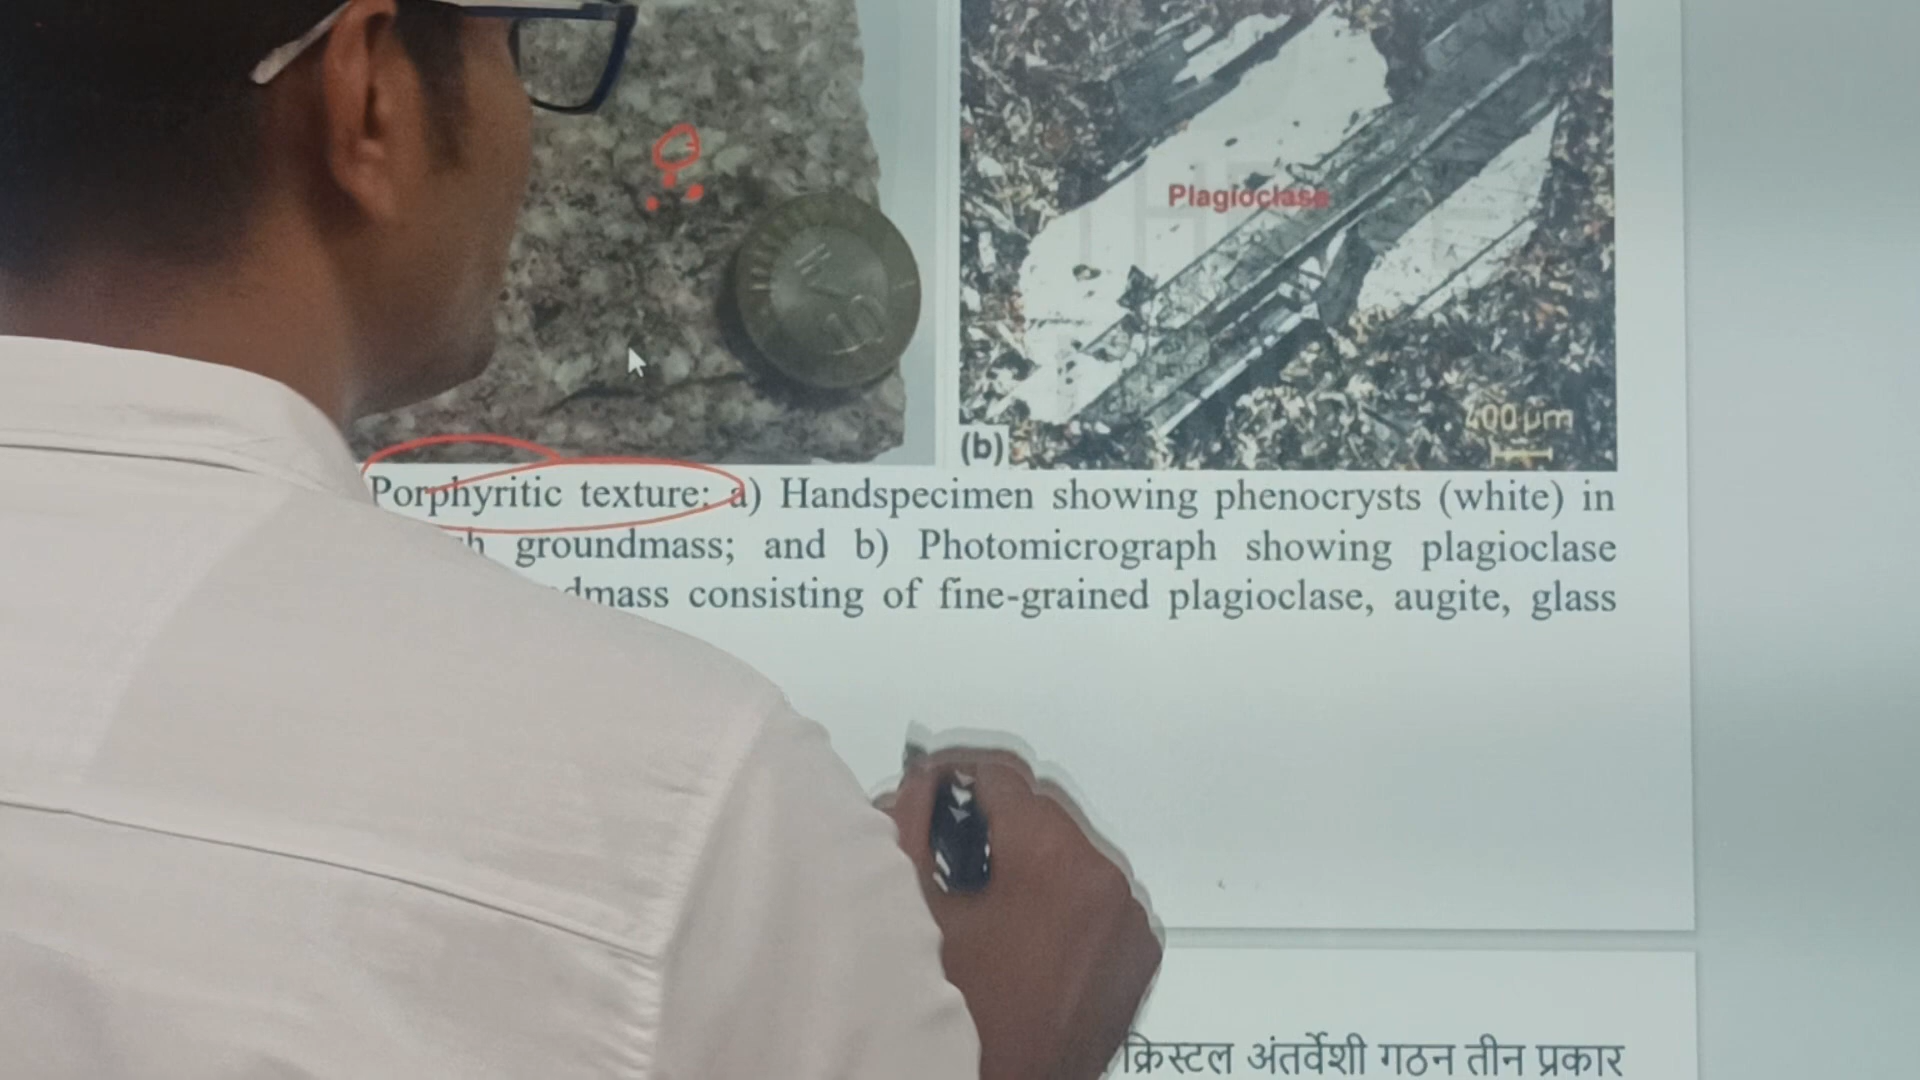 Plagioclase
10
400 µm
(b)
Porphyritic texture: a) Handspecimen showing phenocrysts (white) in
groundmass; and b) Photomicrograph showing plagioclase
consisting of fine-grained plagioclase, augite, glass
क्रिस्टल अंतर्वेशी गठन तीन प्रकार